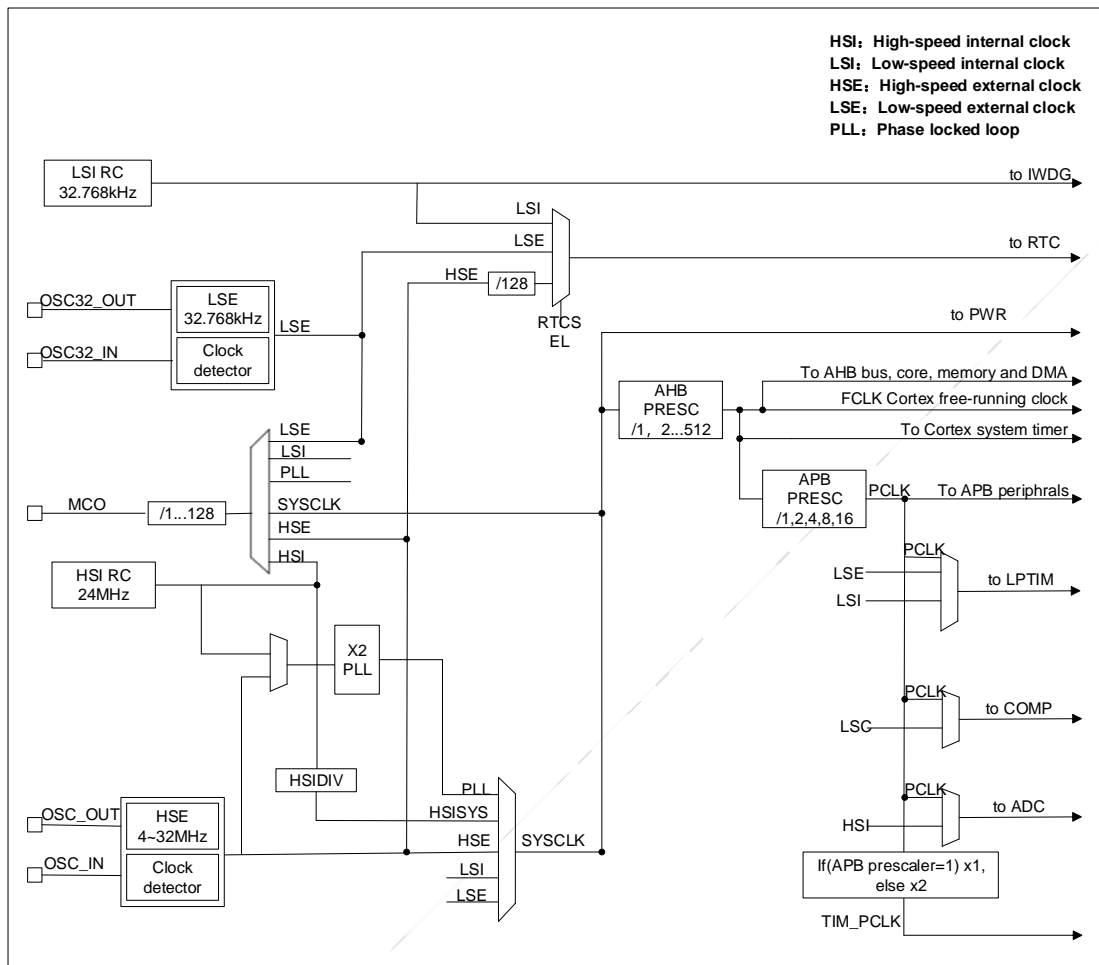 HSI：High-speed internal clock
LSI：Low-speed internal clock
HSE：High-speed external clock
LSE：Low-speed external clock
PLL：Phase locked loop
LSI RC
32.768kHz
to IWDG
LSI
LSE
to RTC
HSE
/128
RTCS
EL
OSC32_OUT
LSE
32.768kHz
LSE
OSC32_IN
Clock
detector
to PWR
AHB
PRESC
/1，2...512
To AHB bus, core, memory and DMA
FCLK Cortex free-running clock
To Cortex system timer
LSE
LSI
PLL
MCO
/1...128
SYSCLK
HSE
HSI
APB
PRESC
/1,2,4,8,16
PCLK
To APB periphrals
HSI RC
24MHz
PCLK
LSE
LSI
to LPTIM
X2
PLL
PCLK
LSC
to COMP
HSIDIV
PLL
HSISYS
HSE
LSI
LSE
SYSCLK
OSC_OUT
HSE
4~32MHz
OSC_IN
Clock
detector
PCLK
HSI
to ADC
If(APB prescaler=1) x1,
else x2
TIM_PCLK